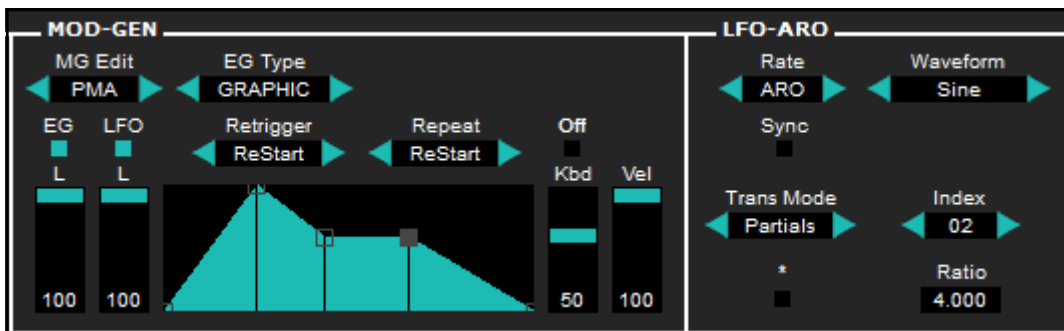 MOD-GEN
LFO-ARO
MG Edit
EG Type
Rate
Waveform
PMA
GRAPHIC
ARO
Sine
EG
LFO
Retrigger
Repeat
Off
Sync
ReStart
ReStart
L
L
Kbd
Vel
Trans Mode
Index
Partials
02
*
Ratio
100
100
50
100
4.000